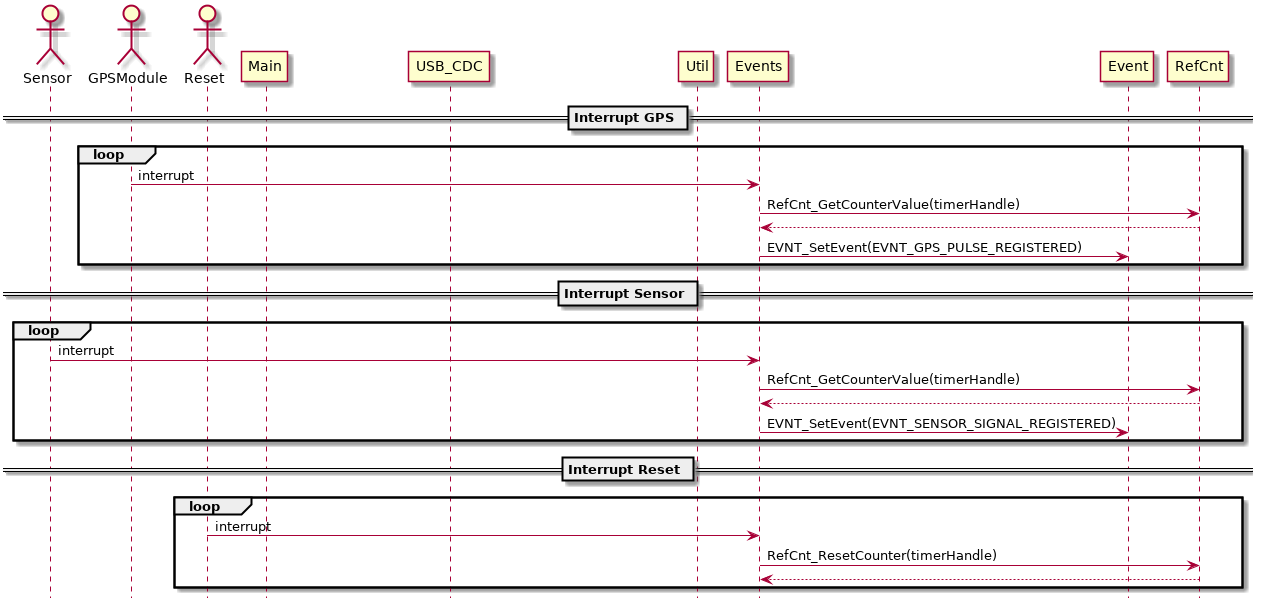 Sensor
GPSModule
Reset
Main
USB_CDC
Util
Events
Event
RefCnt
Interrupt GPS
loop
interrupt
RefCnt_GetCounterValue(timerHandle)
EVNT_SetEvent(EVNT_GPS_PULSE_REGISTERED)
Interrupt Sensor
loop
interrupt
RefCnt_GetCounterValue(timerHandle)
EVNT_SetEvent(EVNT_SENSOR_SIGNAL_REGISTERED)
Interrupt Reset
loop
interrupt
RefCnt_ResetCounter(timerHandle)